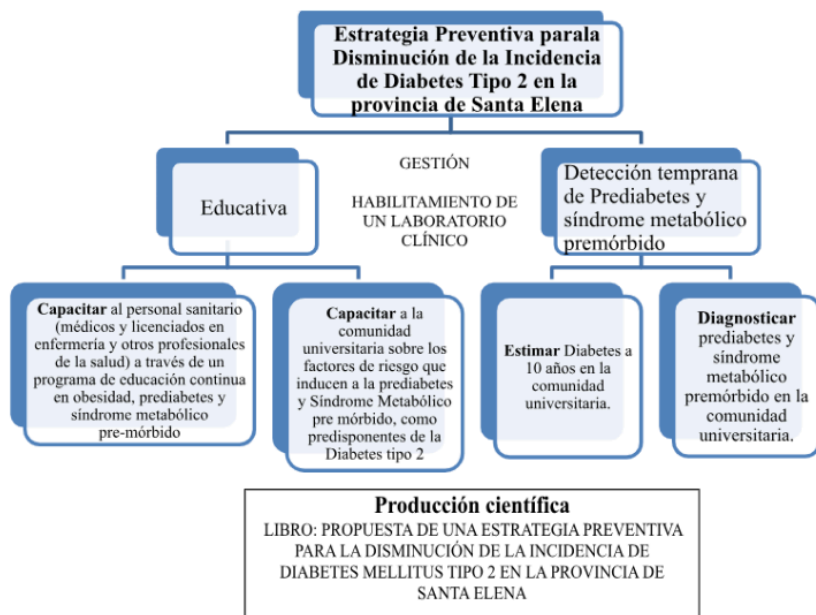 Estrategia Preventiva parala
Disminución de la Incidencia
de Diabetes Tipo 2 en la
provincia de Santa Elena
GESTIÓN
HABILITAMIENTO DE
UN LABORATORIO
CLÍNICO
Educativa
Detección temprana
de Prediabetes y
síndrome metabólico
premórbido
Capacitar al personal sanitario
(médicos y licenciados en
enfermería y otros profesionales
de la salud) a través de un
programa de educación continua
en obesidad, prediabetes y
síndrome metabólico
pre-mórbido
Capacitar a la
comunidad
universitaria sobre los
factores de riesgo que
inducen a la prediabetes
y Síndrome Metabólico
pre mórbido, como
predisponentes de la
Diabetes tipo 2
Estimar Diabetes a
10 años en la
comunidad
universitaria.
Diagnosticar
prediabetes y
síndrome
metabólico
premórbido en la
comunidad
universitaria.
Producción científica
LIBRO: PROPUESTA DE UNA ESTRATEGIA PREVENTIVA
PARA LA DISMINUCIÓN DE LA INCIDENCIA DE
DIABETES MELLITUS TIPO 2 EN LA PROVINCIA DE
SANTA ELENA